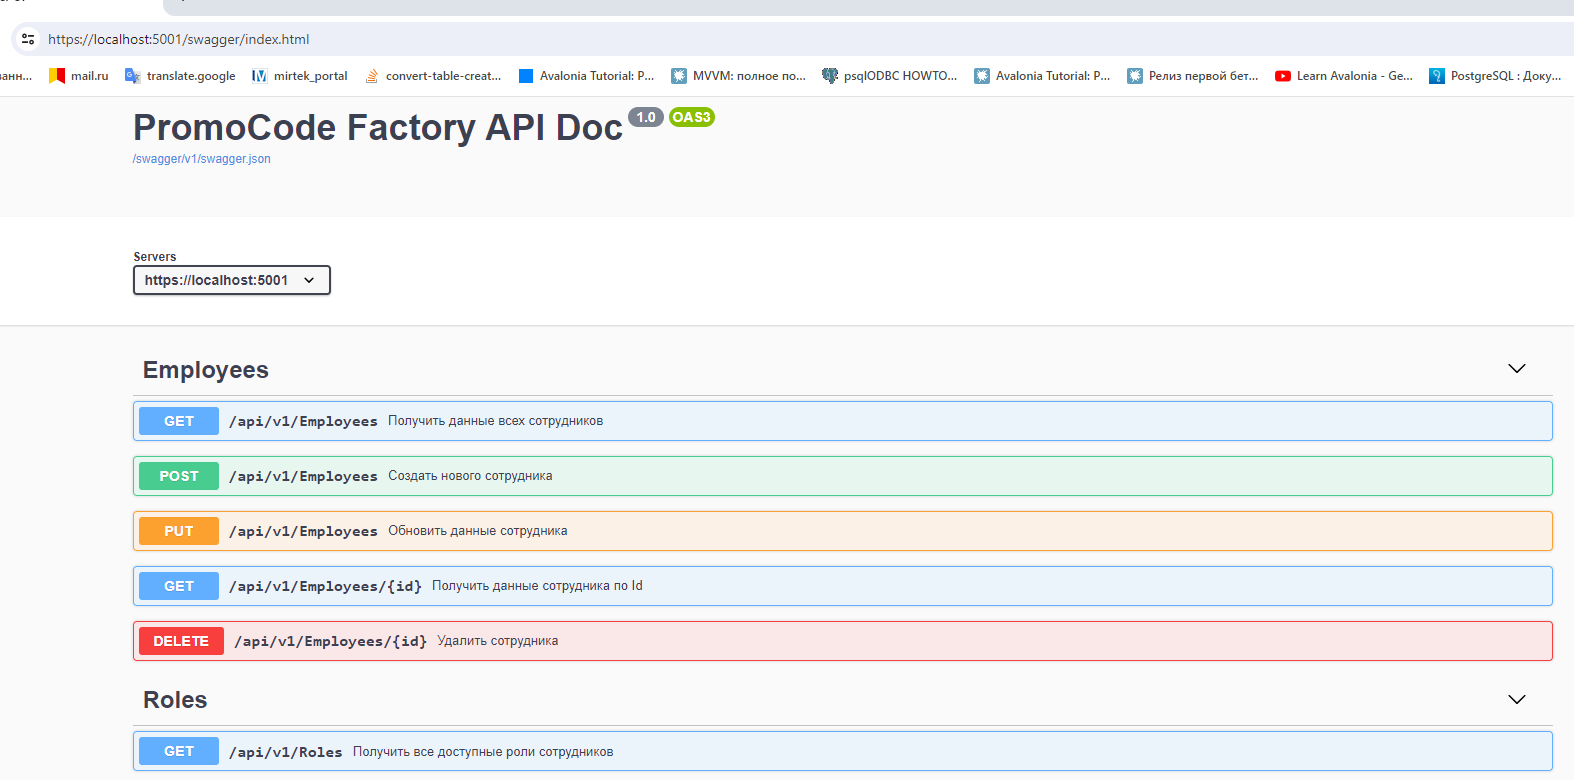 https://localhost:5001/swagger/index.html
ванн... mail.ru translate.google mirtek_portal convert-table-creat... Avalonia Tutorial: P... MVVM: полное по... psqlODBC HOWTO... Avalonia Tutorial: P... Релиз первой бет... Learn Avalonia - Ge... PostgreSQL : Доку...
PromoCode Factory API Doc 1.0 OAS3
/swagger/v1/swagger.json
Servers
https://localhost:5001
Employees
GET /api/v1/Employees Получить данные всех сотрудников
POST /api/v1/Employees Создать нового сотрудника
PUT /api/v1/Employees Обновить данные сотрудника
GET /api/v1/Employees/{id} Получить данные сотрудника по Id
DELETE /api/v1/Employees/{id} Удалить сотрудника
Roles
GET /api/v1/Roles Получить все доступные роли сотрудников